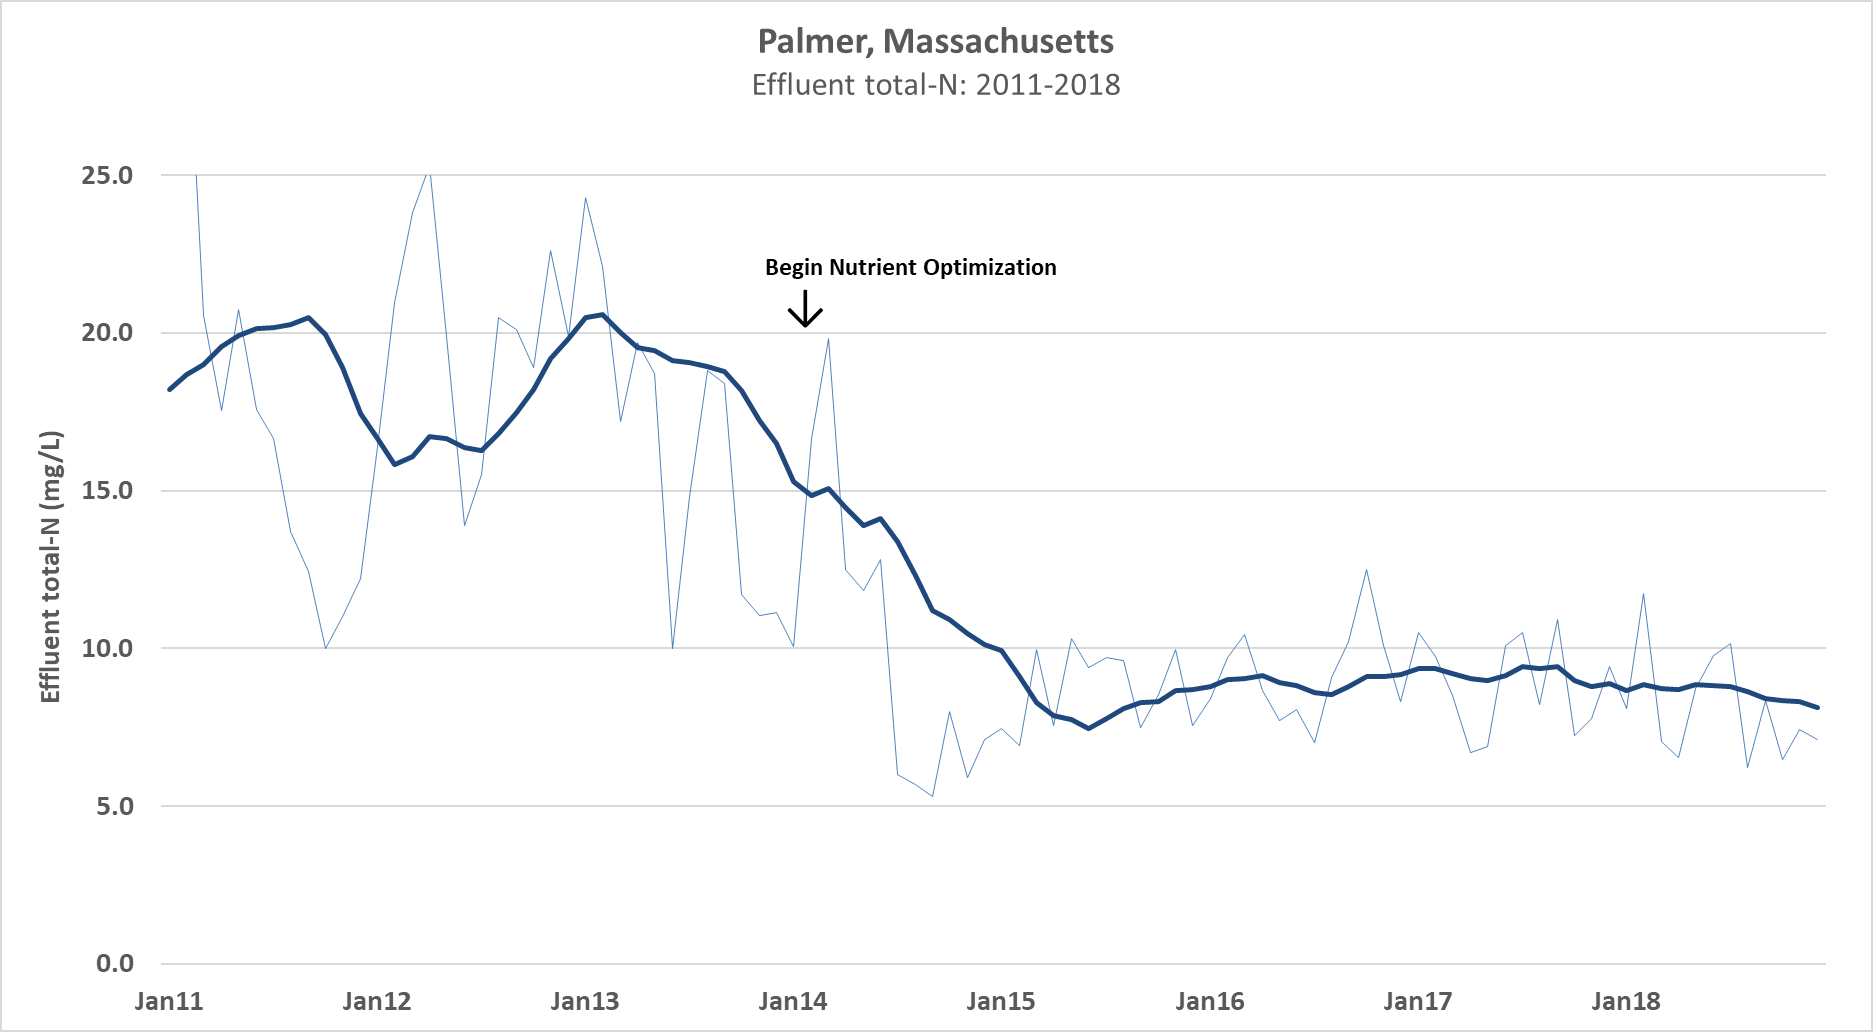 Palmer, Massachusetts
Effluent total-N: 2011-2018
25.0
Begin Nutrient Optimization
20.0
15.0
Effluent total-N (mg/L)
10.0
5.0
0.0
Jan11 Jan12 Jan13 Jan14 Jan15 Jan16 Jan17 Jan18